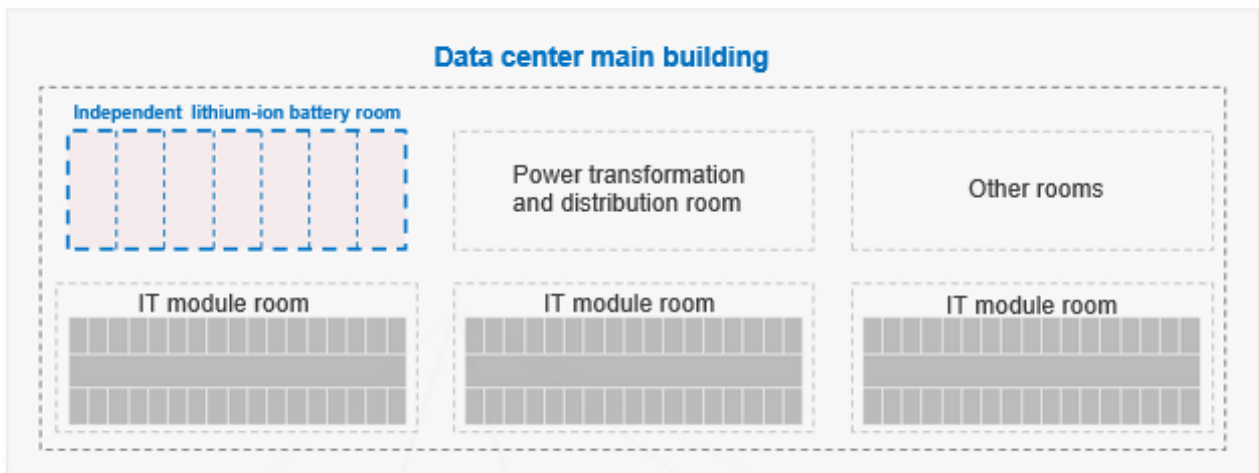 Data center main building
Independent lithium-ion battery room
Power transformation
and distribution room
Other rooms
IT module room
IT module room
IT module room